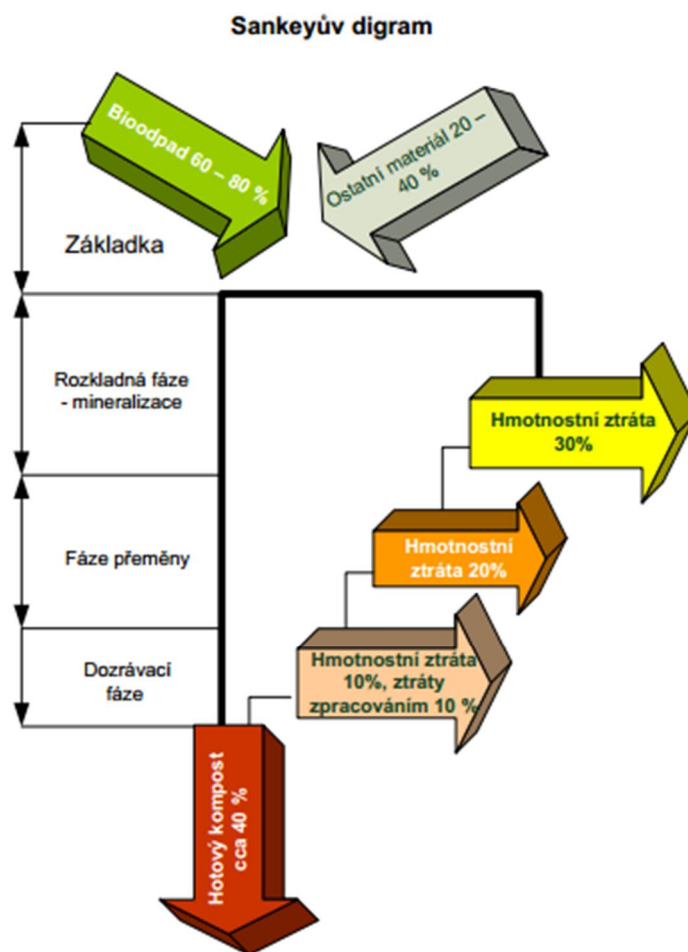 Sankeyův digram
Bioodpad 60 – 80 %
Ostatní materiál 20 –
40 %
Základka
Rozkladná fáze
- mineralizace
Hmotnostní ztráta
30%
Fáze přeměny
Hmotnostní
ztráta 20%
Dozrávací
fáze
Hmotnostní ztráta
10%, ztráty
zpracováním 10 %
Hotový kompost
cca 40 %